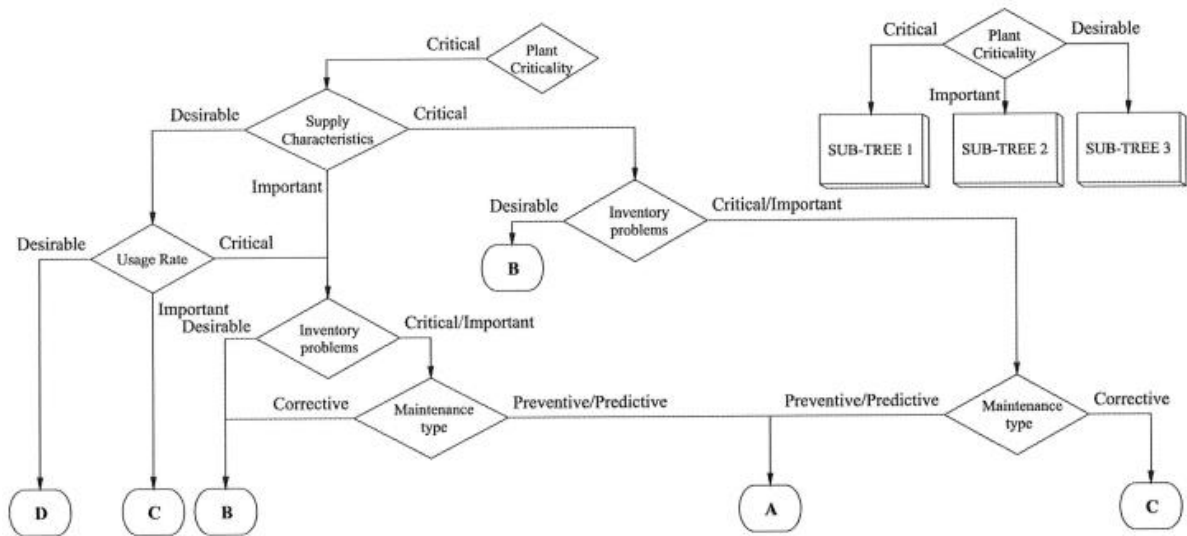 Critical
Plant
Criticality
Critical
Plant
Criticality
Desirable
Important
SUB-TREE 1
SUB-TREE 2
SUB-TREE 3
Desirable
Supply
Characteristics
Critical
Important
Desirable
Inventory
problems
Critical/Important
B
Desirable
Usage Rate
Critical
Important
Desirable
Inventory
problems
Critical/Important
Corrective
Maintenance
type
Preventive/Predictive
Preventive/Predictive
Maintenance
type
Corrective
D
C
B
A
C